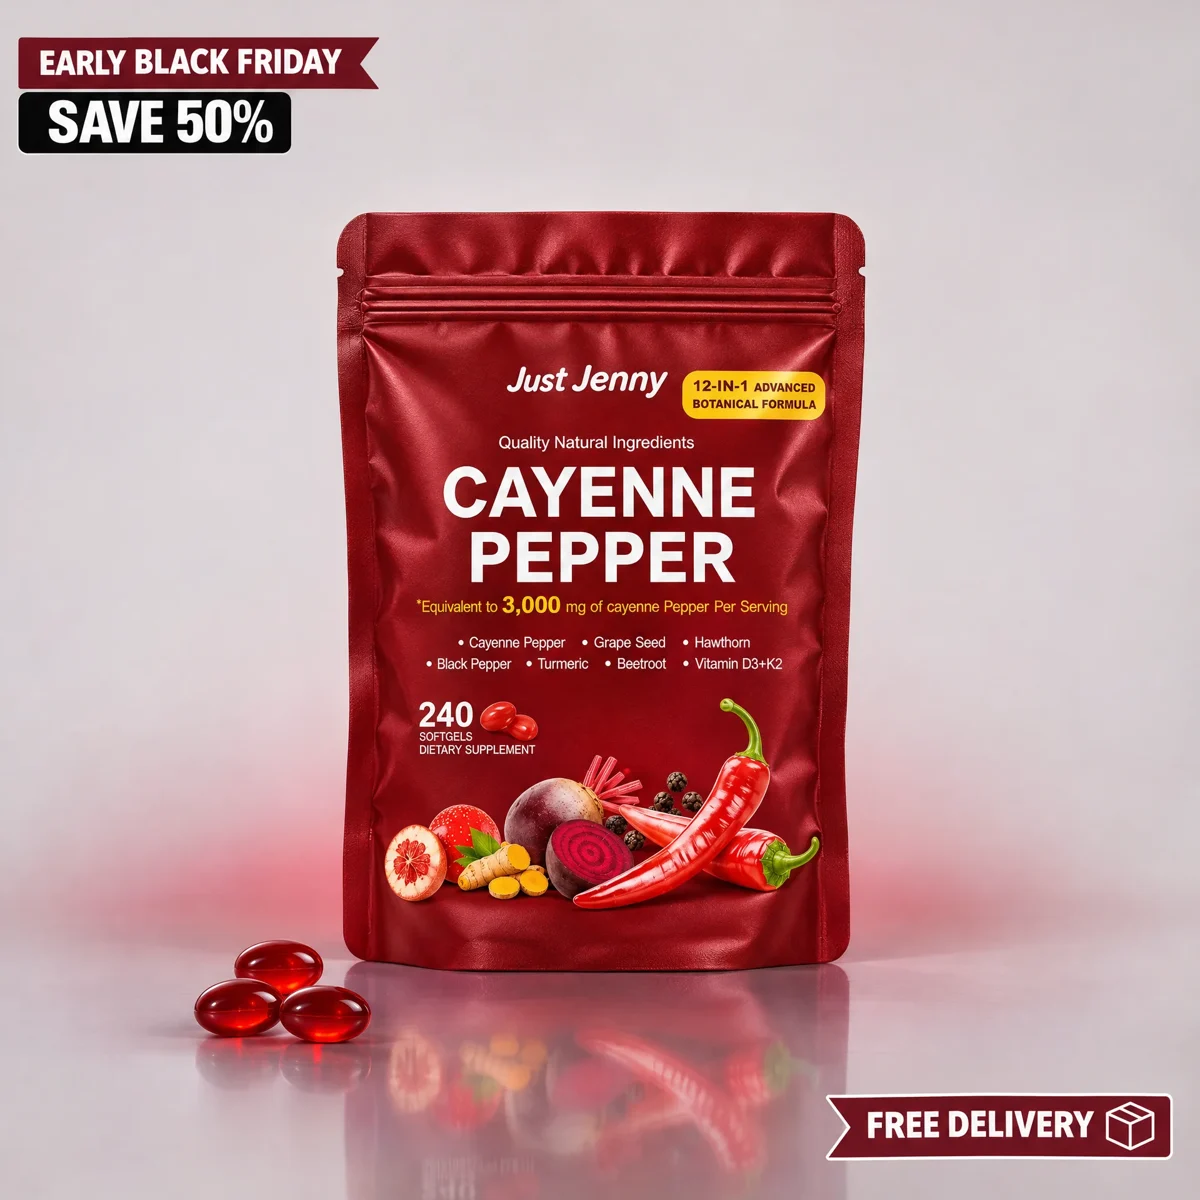 EARLY BLACK FRIDAY
SAVE 50%
Just Jenny
12-IN-1 ADVANCED
BOTANICAL FORMULA
Quality Natural Ingredients
CAYENNE
PEPPER
*Equivalent to 3,000 mg of cayenne Pepper Per Serving
• Cayenne Pepper • Grape Seed • Hawthorn
• Black Pepper • Turmeric • Beetroot • Vitamin D3+K2
240
SOFTGELS
DIETARY SUPPLEMENT
FREE DELIVERY